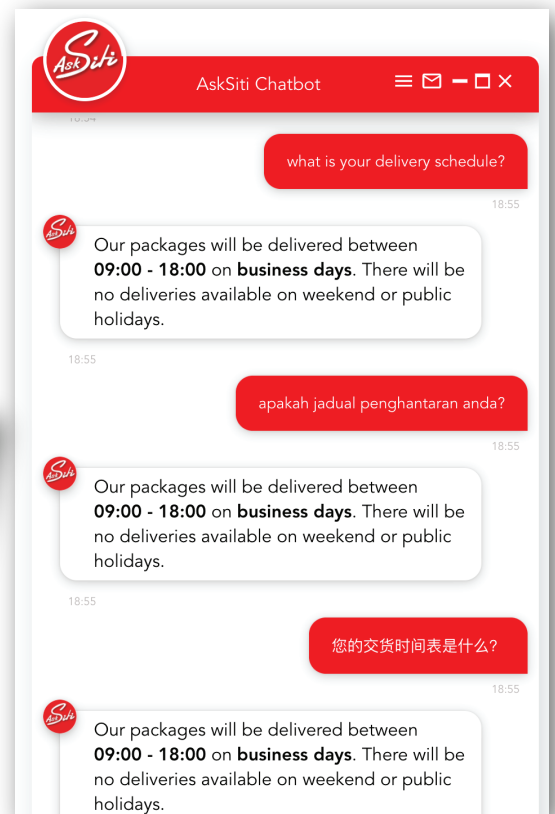 AskSiti
AskSiti Chatbot
18:54
what is your delivery schedule?
18:55
AskSiti
Our packages will be delivered between
09:00 - 18:00 on business days. There will be
no deliveries available on weekend or public
holidays.
18:55
apakah jadual penghantaran anda?
18:55
AskSiti
Our packages will be delivered between
09:00 - 18:00 on business days. There will be
no deliveries available on weekend or public
holidays.
18:55
您的交货时间表是什么?
18:55
AskSiti
Our packages will be delivered between
09:00 - 18:00 on business days. There will be
no deliveries available on weekend or public
holidays.